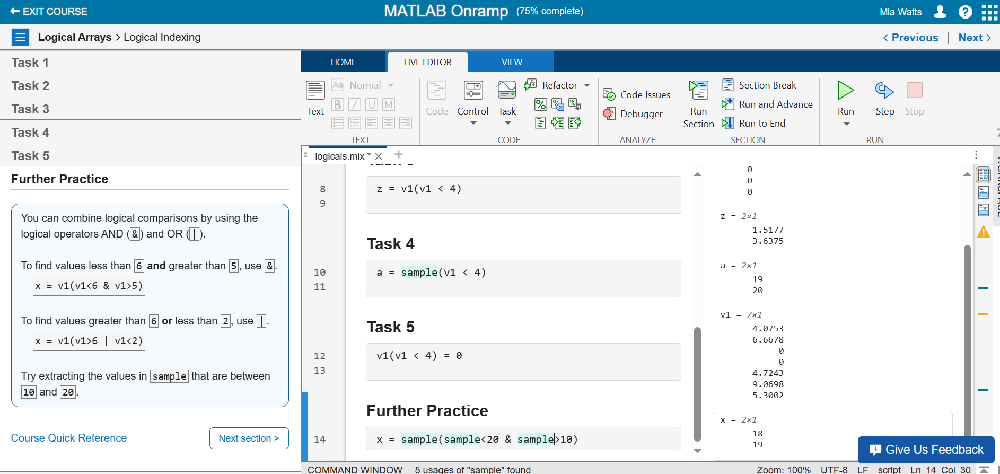 ← EXIT COURSE
MATLAB Onramp (75% complete)
Mia Watts
?
Logical Arrays > Logical Indexing
< Previous
Next >
Task 1
Task 2
Task 3
Task 4
Task 5
Further Practice
You can combine logical comparisons by using the
logical operators AND (&) and OR (|).
To find values less than 6 and greater than 5, use &.
x = v1(v1<6 & v1>5)
To find values greater than 6 or less than 2, use |.
x = v1(v1>6 | v1<2)
Try extracting the values in sample that are between
10 and 20.
Course Quick Reference
Next section >
HOME
LIVE EDITOR
VIEW
Text
Aa Normal
B I U M
TEXT
Code
Control
Task
Refactor
CODE
Code Issues
Debugger
ANALYZE
Run
Section
Section Break
Run and Advance
Run to End
SECTION
Run
Step
Stop
RUN
logicals.mlx *
8
z = v1(v1 < 4)
9
Task 4
10
a = sample(v1 < 4)
11
Task 5
12
v1(v1 < 4) = 0
13
Further Practice
14
x = sample(sample<20 & sample>10)
0
0
0
z = 2×1
1.5177
3.6375
a = 2×1
19
20
v1 = 7×1
4.0753
6.6678
0
0
4.7243
9.0698
5.3002
x = 2×1
18
19
Give Us Feedback
COMMAND WINDOW
5 usages of "sample" found
Zoom: 100% UTF-8 LF script Ln 14 Col 30